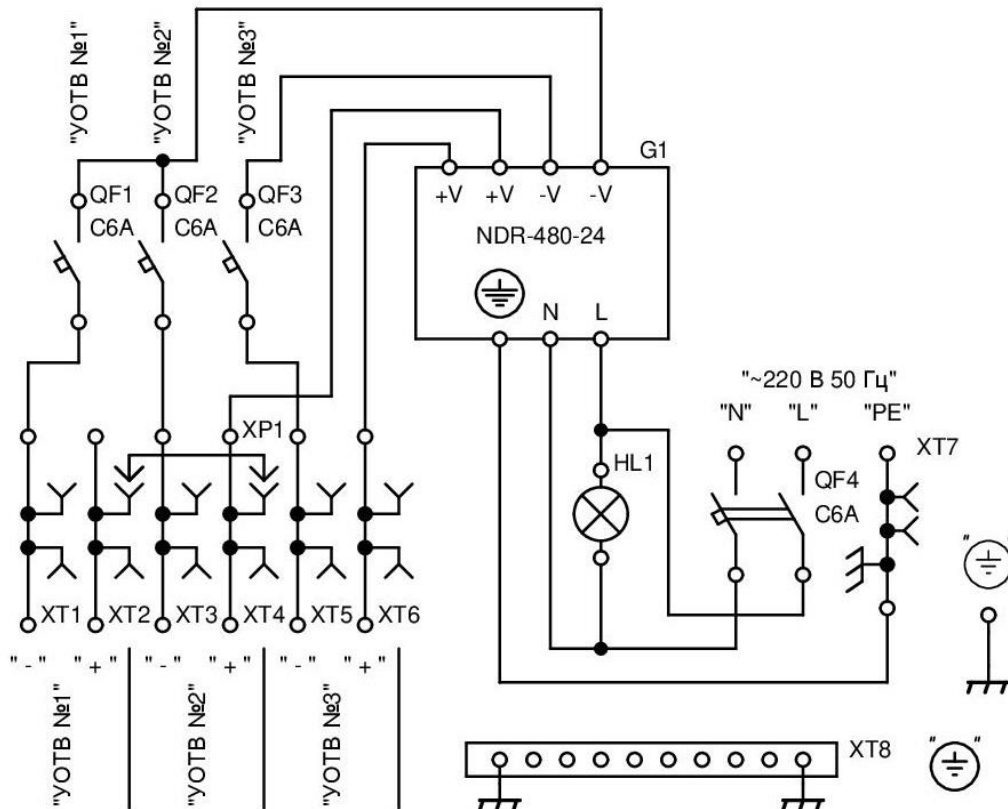 "УОТВ №1"
"УОТВ №2"
"УОТВ №3"
G1
QF1
QF2
QF3
C6A
C6A
C6A
+V
+V
-V
-V
NDR-480-24
N
L
"~220 В 50 Гц"
"N"
"L"
"PE"
XP1
XT7
HL1
QF4
C6A
" "
XT1
XT2
XT3
XT4
XT5
XT6
" - "
" + "
" - "
" + "
" - "
" + "
"УОТВ №1"
"УОТВ №2"
"УОТВ №3"
XT8
" "